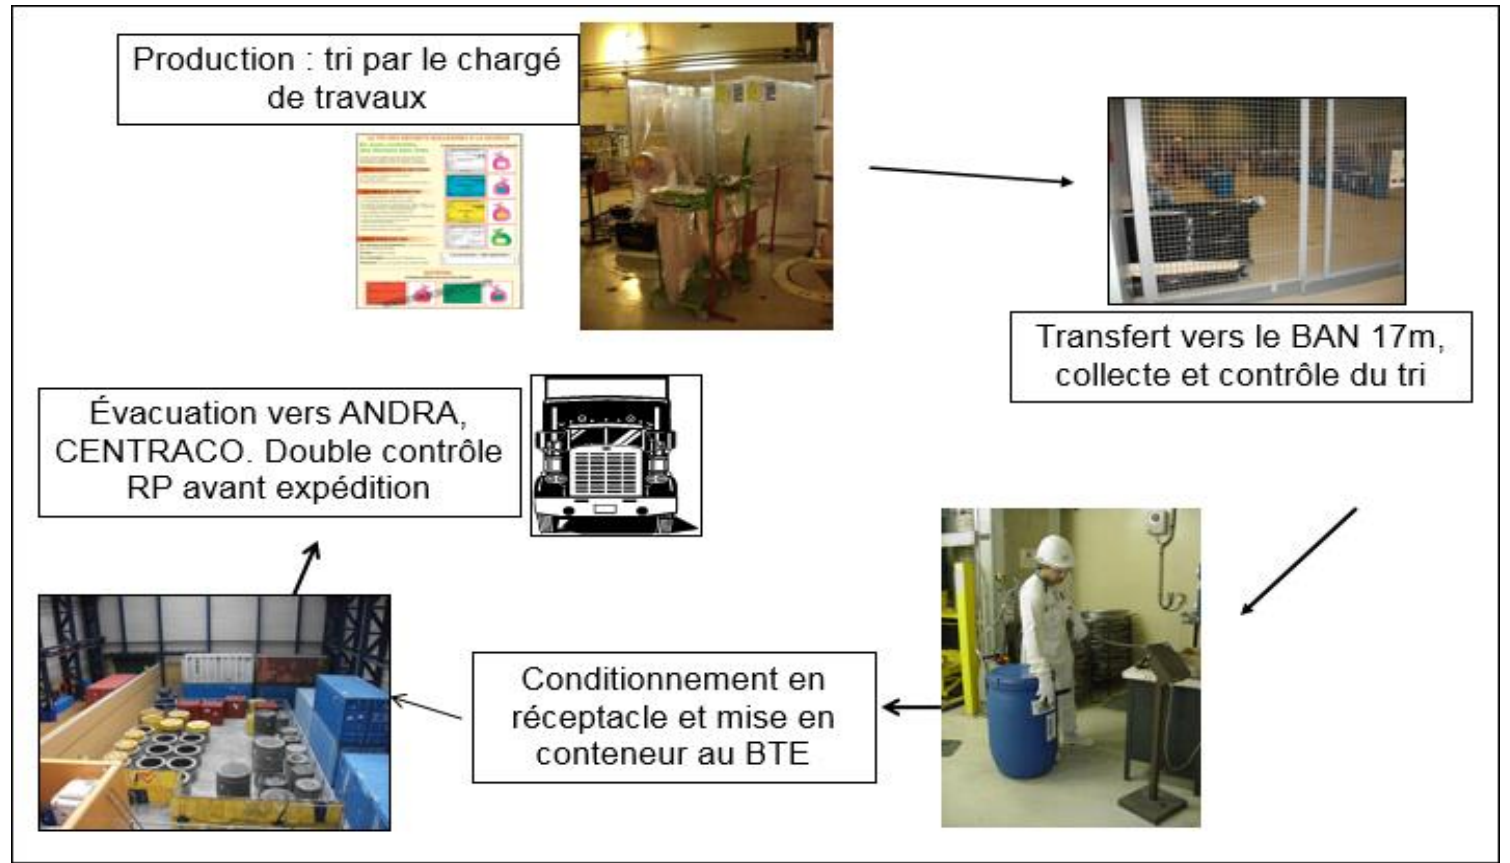 Production : tri par le chargé
de travaux
Transfert vers le BAN 17m,
collecte et contrôle du tri
Évacuation vers ANDRA,
CENTRACO. Double contrôle
RP avant expédition
Conditionnement en
réceptacle et mise en
conteneur au BTE